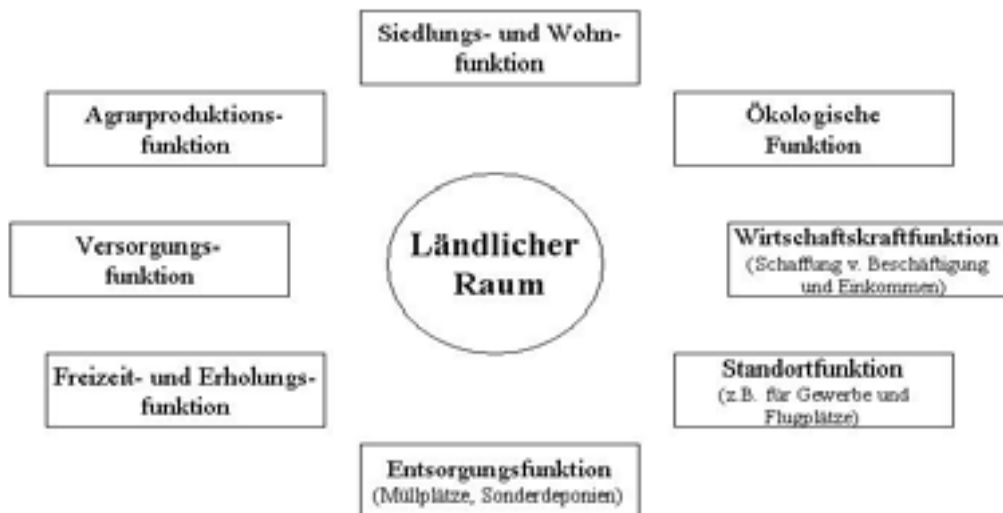 Siedlungs- und Wohn-
funktion
Agrarproduktions-
funktion
Ökologische
Funktion
Versorgungs-
funktion
Ländlicher
Raum
Wirtschaftskraftfunktion
(Schaffung v. Beschäftigung
und Einkommen)
Freizeit- und Erholungs-
funktion
Standortfunktion
(z.B. für Gewerbe und
Flugplätze)
Entsorgungsfunktion
(Müllplätze, Sonderdeponien)